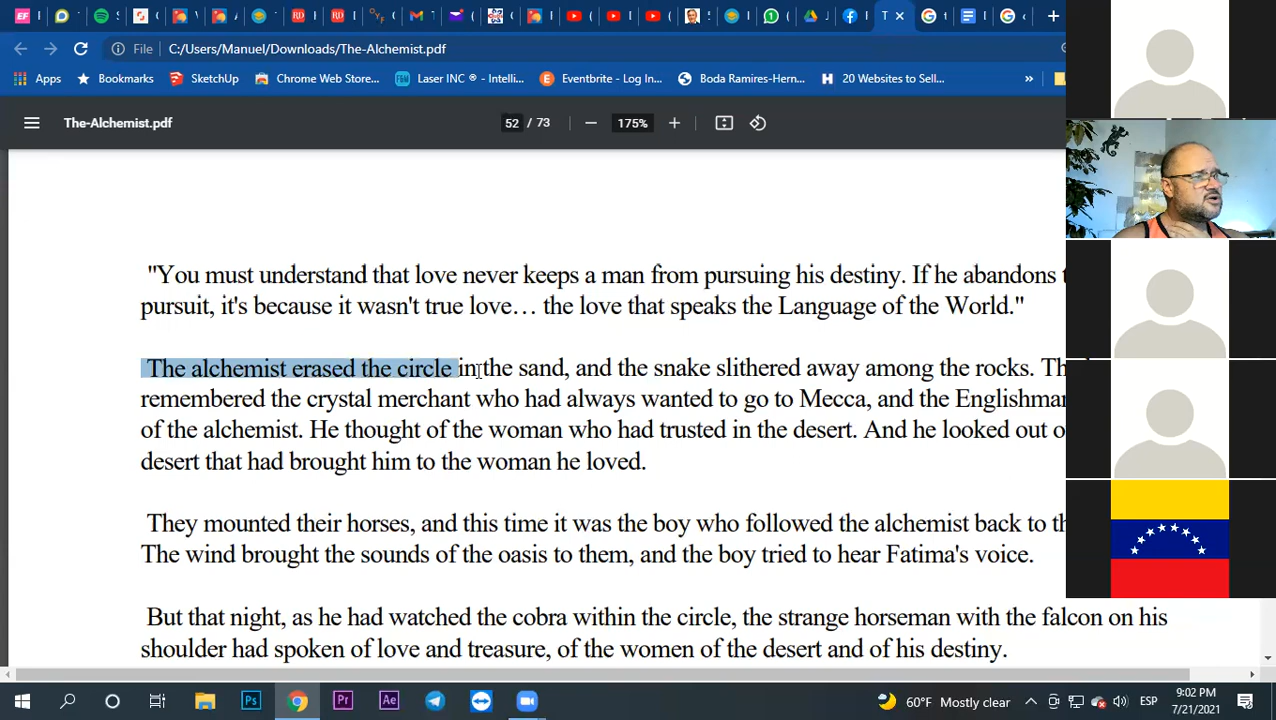 File C:/Users/Manuel/Downloads/The-Alchemist.pdf
Apps Bookmarks SketchUp Chrome Web Store... Laser INC ® - Intelli... Eventbrite - Log In... Boda Ramires-Hern... 20 Websites to Sell... »
The-Alchemist.pdf 52 / 73 — 175% +
"You must understand that love never keeps a man from pursuing his destiny. If he abandons
pursuit, it's because it wasn't true love… the love that speaks the Language of the World."
The alchemist erased the circle in the sand, and the snake slithered away among the rocks.
remembered the crystal merchant who had always wanted to go to Mecca, and the Englishman
of the alchemist. He thought of the woman who had trusted in the desert. And he looked out
desert that had brought him to the woman he loved.
They mounted their horses, and this time it was the boy who followed the alchemist back to
The wind brought the sounds of the oasis to them, and the boy tried to hear Fatima's voice.
But that night, as he had watched the cobra within the circle, the strange horseman with the falcon on his
shoulder had spoken of love and treasure, of the women of the desert and of his destiny.
Ps Pr Ae 60°F Mostly clear ESP 9:02 PM
7/21/2021